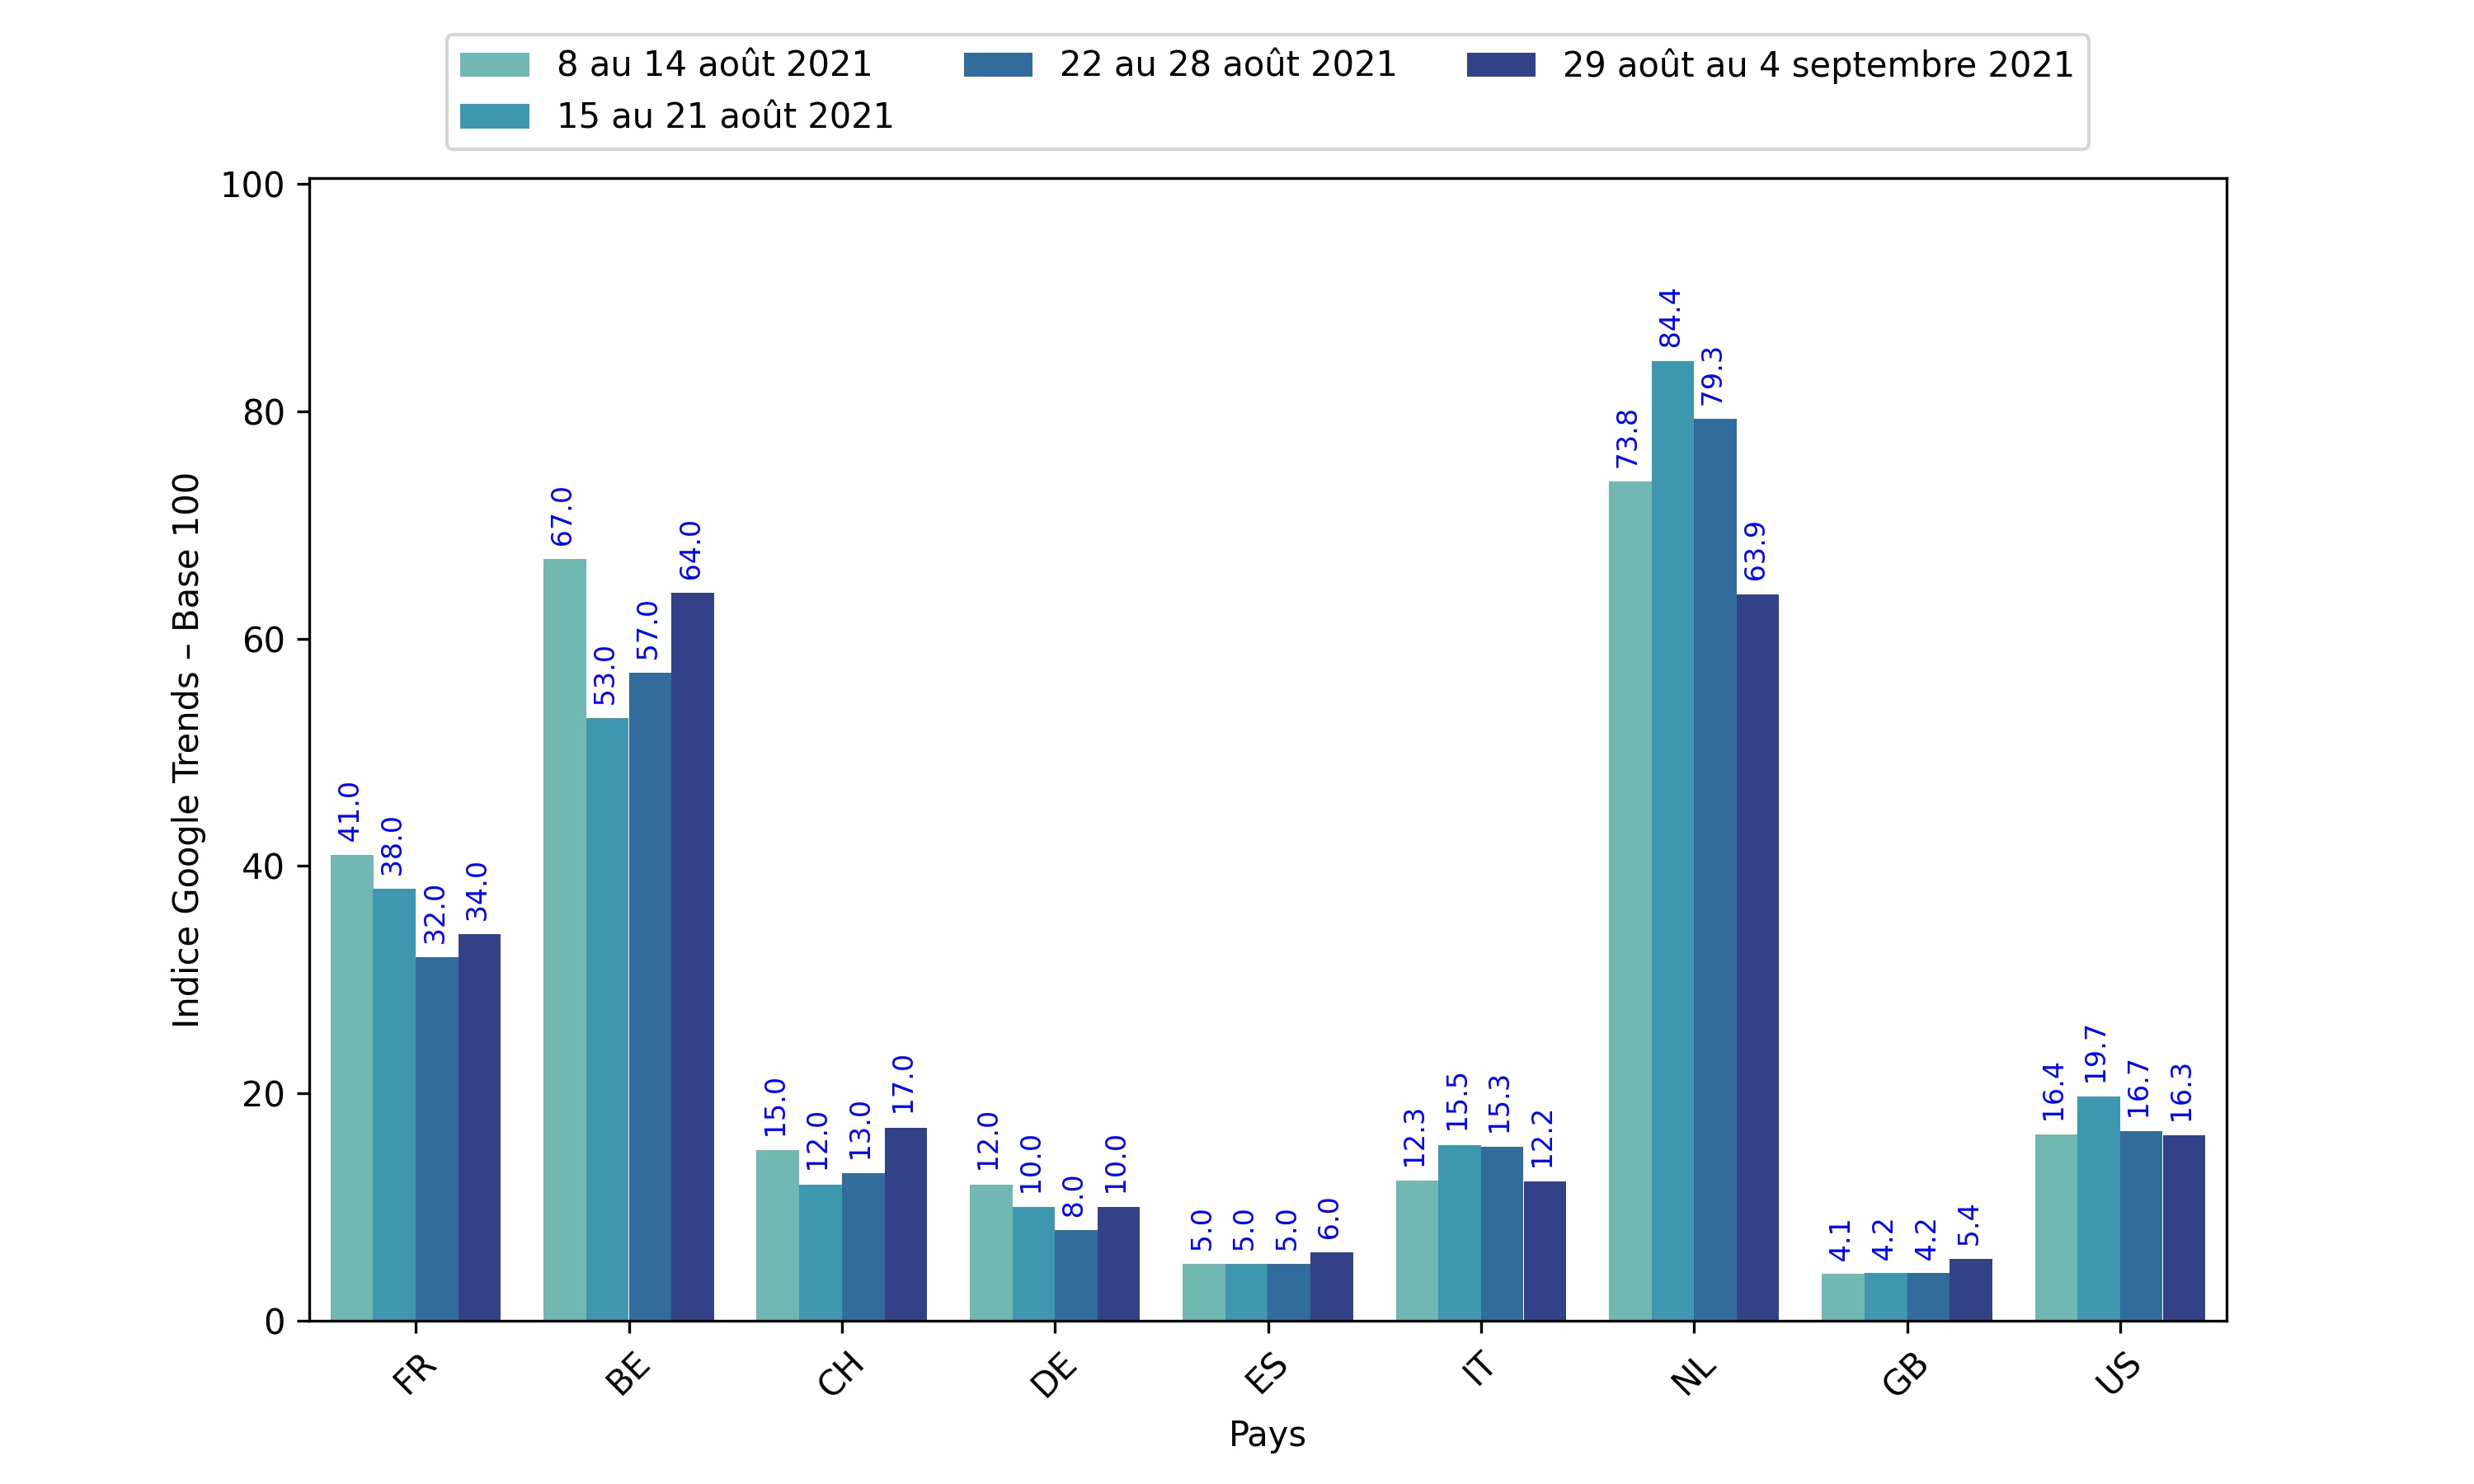 8 au 14 août 2021
15 au 21 août 2021
22 au 28 août 2021
29 août au 4 septembre 2021
Indice Google Trends – Base 100
100
80
60
40
20
0
41.0 38.0 32.0 34.0
67.0 53.0 57.0 64.0
15.0 12.0 13.0 17.0
12.0 10.0 8.0 10.0
5.0 5.0 5.0 6.0
12.3 15.5 15.3 12.2
73.8 84.4 79.3 63.9
4.1 4.2 4.2 5.4
16.4 19.7 16.7 16.3
FR BE CH DE ES IT NL GB US
Pays